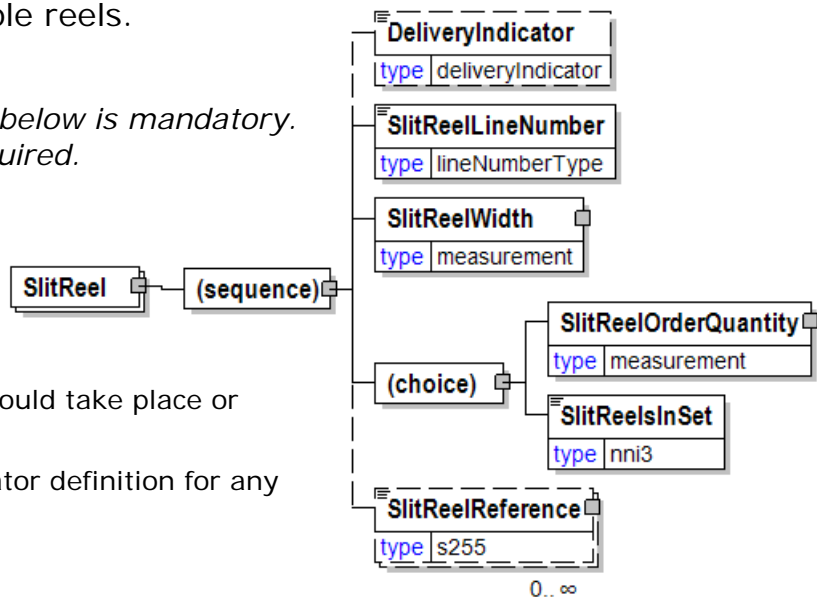 ole reels.
below is mandatory.
uired.
ould take place or
ator definition for any
SlitReel
(sequence)
DeliveryIndicator
type deliveryIndicator
SlitReelLineNumber
type lineNumberType
SlitReelWidth
type measurement
(choice)
SlitReelOrderQuantity
type measurement
SlitReelsInSet
type nni3
SlitReelReference
type s255
0.. ∞